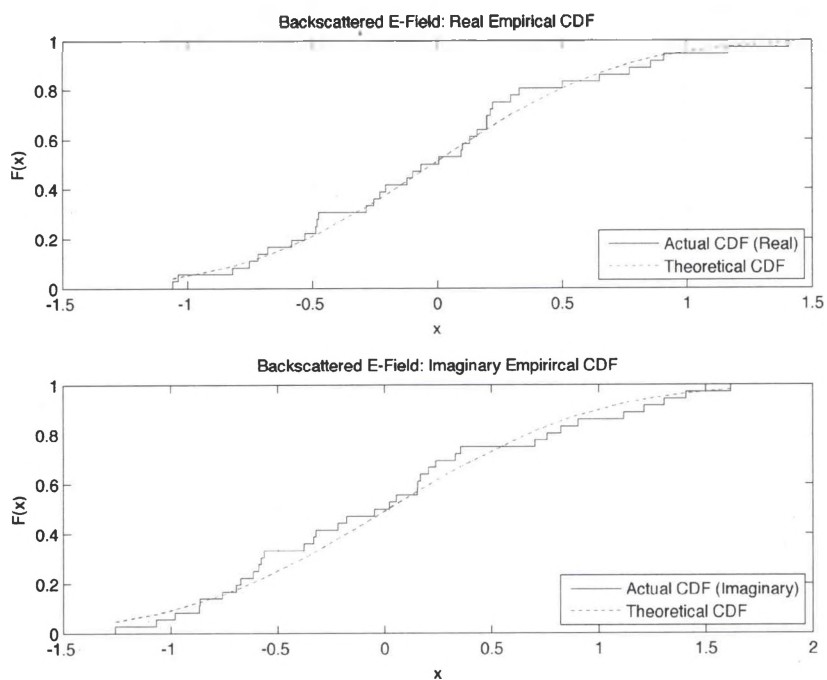 Backscattered E-Field: Real Empirical CDF
1
0.8
0.6
0.4
0.2
0
F(x)
-1.5
-1
-0.5
0
0.5
1
1.5
x
Actual CDF (Real)
Theoretical CDF
Backscattered E-Field: Imaginary Empirircal CDF
1
0.8
0.6
0.4
0.2
0
F(x)
-1.5
-1
-0.5
0
0.5
1
1.5
2
x
Actual CDF (Imaginary)
Theoretical CDF